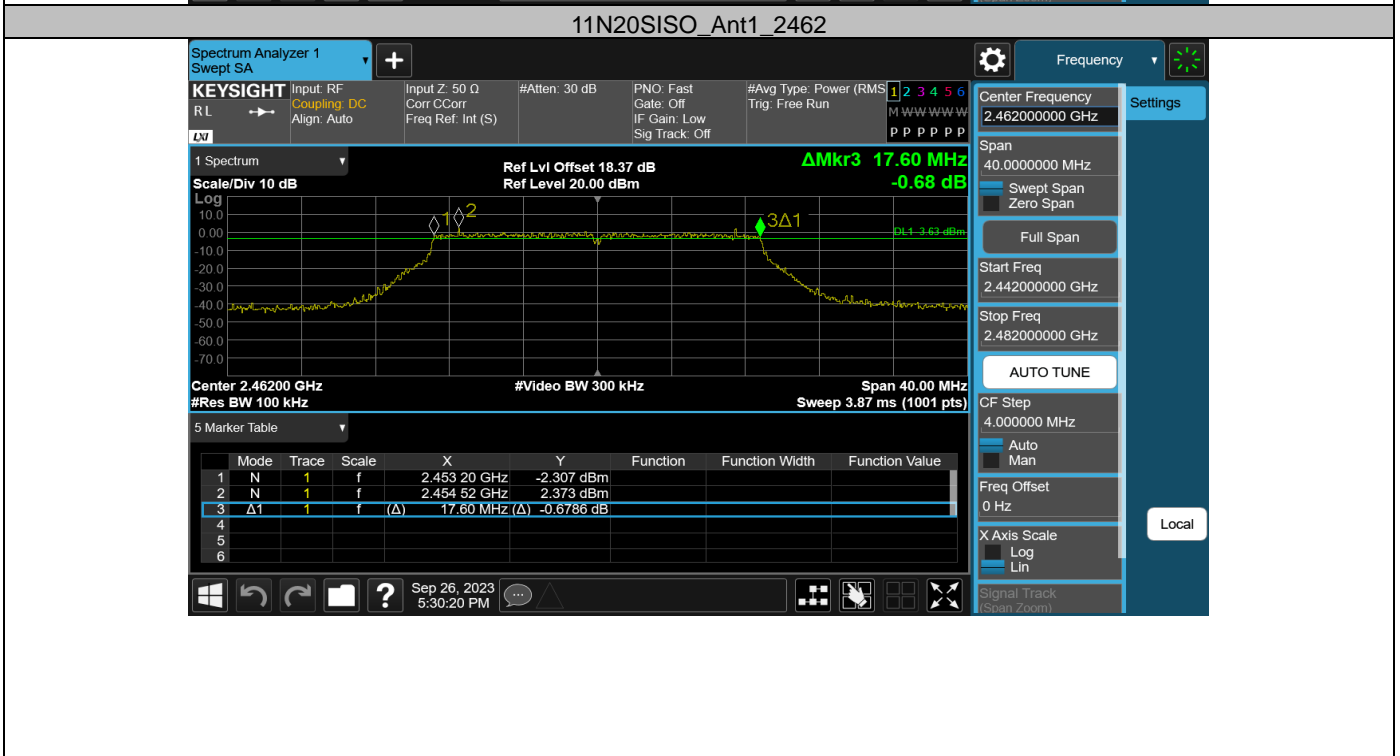 11N20SISO_Ant1_2462
Spectrum Analyzer 1
Swept SA
Frequency
KEYSIGHT
RL
LXI
Input: RF
Coupling: DC
Align: Auto
Input Z: 50 Ω
Corr CCorr
Freq Ref: Int (S)
#Atten: 30 dB
PNO: Fast
Gate: Off
IF Gain: Low
Sig Track: Off
#Avg Type: Power (RMS
Trig: Free Run
1 2 3 4 5 6
M W W W W W
P P P P P P
1 Spectrum
Scale/Div 10 dB
Ref Lvl Offset 18.37 dB
Ref Level 20.00 dBm
ΔMkr3 17.60 MHz
-0.68 dB
Log
10.0
0.00
-10.0
-20.0
-30.0
-40.0
-50.0
-60.0
-70.0
1
2
3Δ1
DL1 -3.63 dBm
Center 2.46200 GHz
#Res BW 100 kHz
#Video BW 300 kHz
Span 40.00 MHz
Sweep 3.87 ms (1001 pts)
5 Marker Table
Mode Trace Scale X Y Function Function Width Function Value
1 N 1 f 2.453 20 GHz -2.307 dBm
2 N 1 f 2.454 52 GHz 2.373 dBm
3 Δ1 1 f (Δ) 17.60 MHz (Δ) -0.6786 dB
4
5
6
Sep 26, 2023
5:30:20 PM
Center Frequency
2.462000000 GHz
Settings
Span
40.0000000 MHz
Swept Span
Zero Span
Full Span
Start Freq
2.442000000 GHz
Stop Freq
2.482000000 GHz
AUTO TUNE
CF Step
4.000000 MHz
Auto
Man
Freq Offset
0 Hz
Local
X Axis Scale
Log
Lin
Signal Track
(Span Zoom)